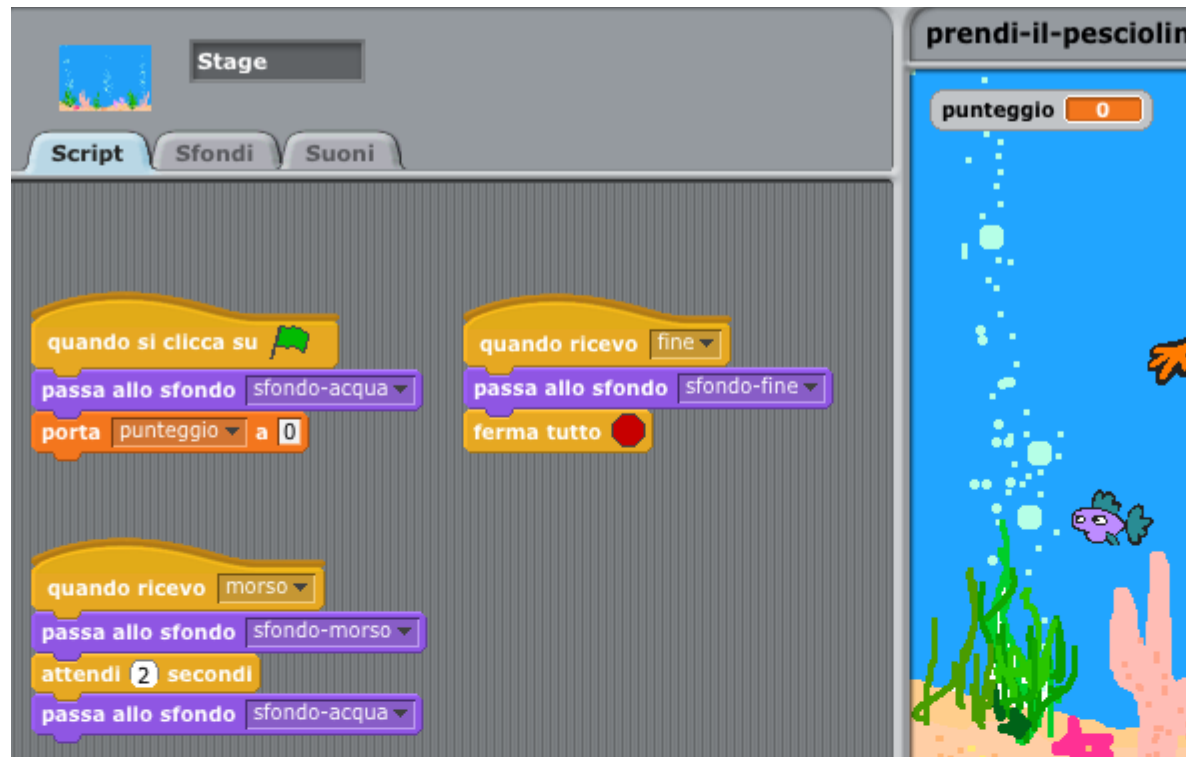 Stage
Script Sfondi Suoni
quando si clicca su
passa allo sfondo sfondo-acqua
porta punteggio a 0
quando ricevo fine
passa allo sfondo sfondo-fine
ferma tutto
quando ricevo morso
passa allo sfondo sfondo-morso
attendi 2 secondi
passa allo sfondo sfondo-acqua
prendi-il-pesciolin
punteggio 0